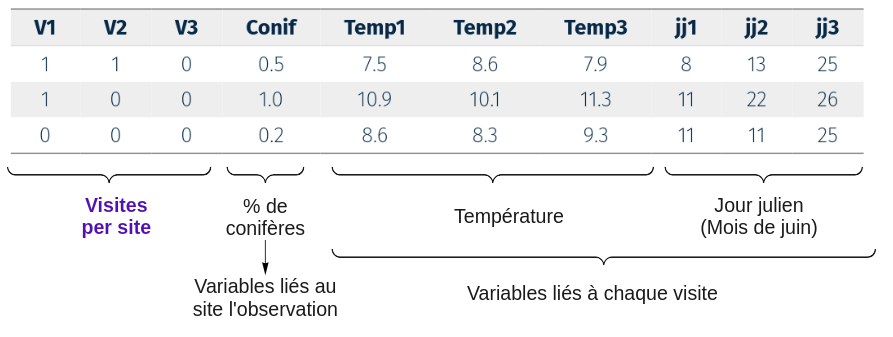 V1 V2 V3 Conif Temp1 Temp2 Temp3 jj1 jj2 jj3
1 1 0 0.5 7.5 8.6 7.9 8 13 25
1 0 0 1.0 10.9 10.1 11.3 11 22 26
0 0 0 0.2 8.6 8.3 9.3 11 11 25
Visites
per site
% de
conifères
Température
Jour julien
(Mois de juin)
Variables liés au
site l'observation
Variables liés à chaque visite